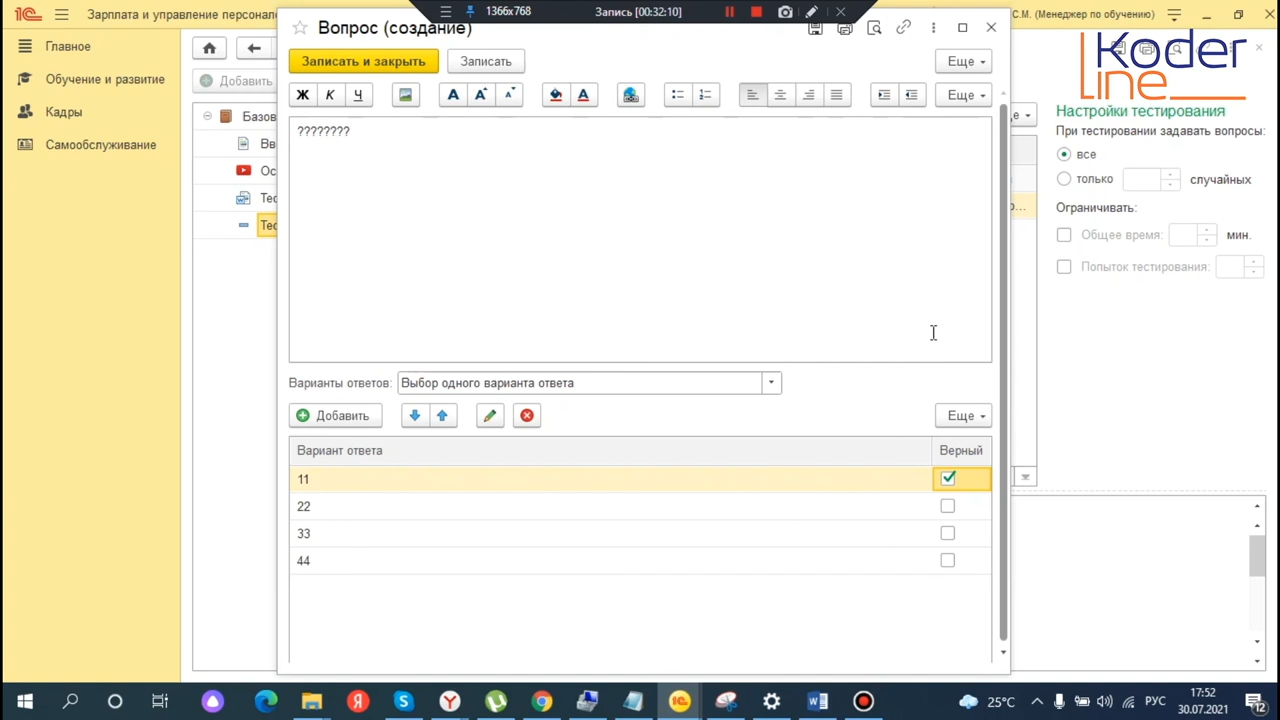 Зарплата и управление персонало
1366x768
Запись [00:32:10]
С.М. (Менеджер по обучению)
Koder
line
Главное
Обучение и развитие
Кадры
Самообслуживание
Добавить
Базов
Вв
Ос
Тес
Тес
Вопрос (создание)
Записать и закрыть
Записать
Еще
Ж К Ч
Еще
????????
Варианты ответов:
Выбор одного варианта ответа
Добавить
Еще
Вариант ответа
Верный
11
22
33
44
Настройки тестирования
При тестировании задавать вопросы:
все
только
случайных
Ограничивать:
Общее время:
мин.
Попыток тестирования:
25°C
РУС
17:52
30.07.2021
12